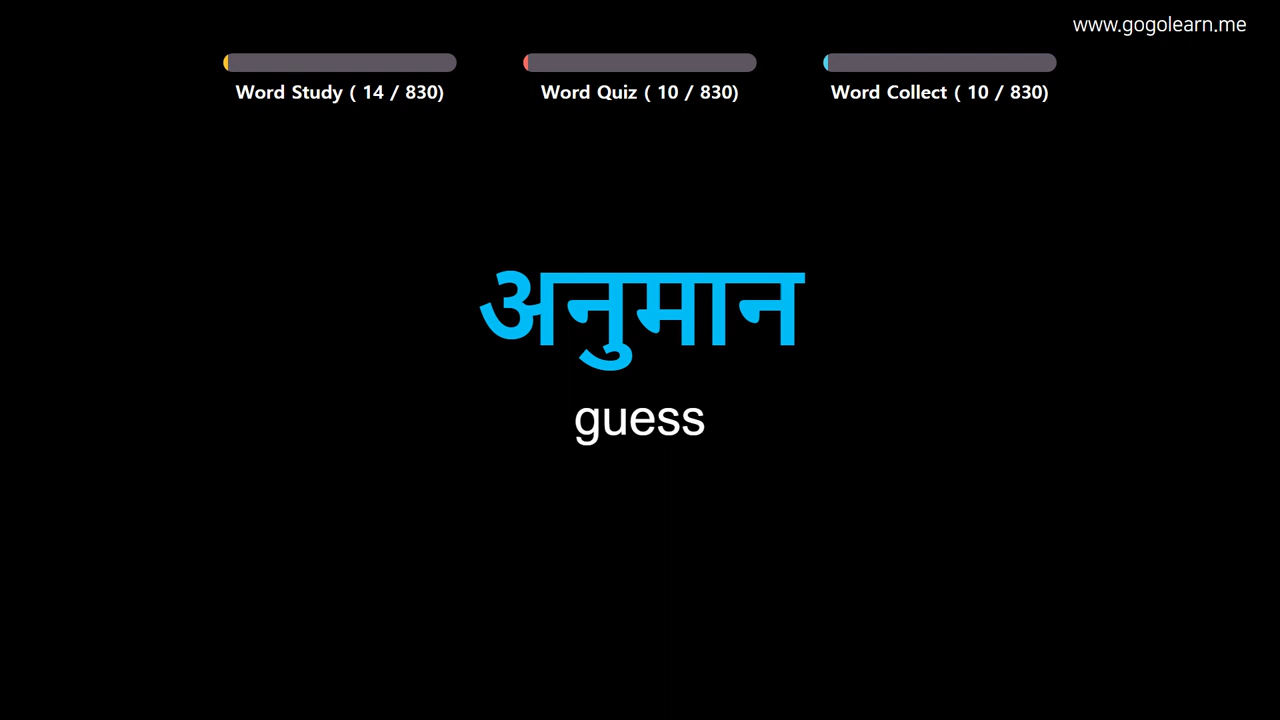 www.gogolearn.me
Word Study ( 14 / 830)
Word Quiz ( 10 / 830)
Word Collect ( 10 / 830)
अनुमान
guess